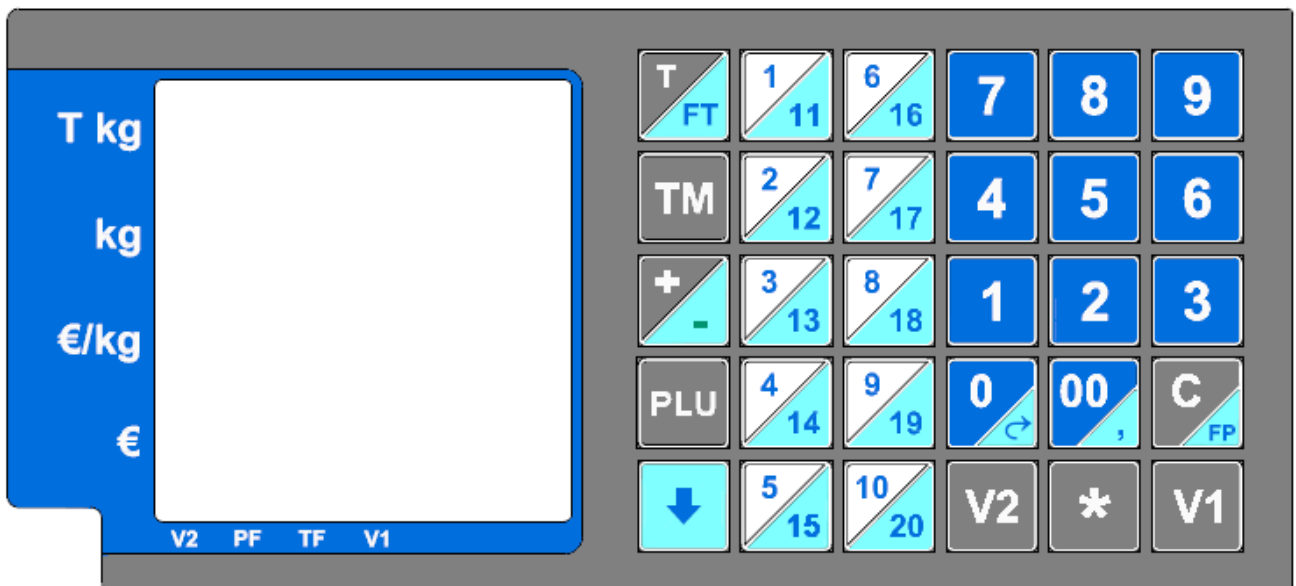 T kg
kg
€/kg
€
V2 PF TF V1
T FT 1 11 6 16 7 8 9
TM 2 12 7 17 4 5 6
+ - 3 13 8 18 1 2 3
PLU 4 14 9 19 0 00 , C FP
5 15 10 20 V2 * V1